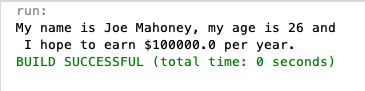 run:
My name is Joe Mahoney, my age is 26 and
 I hope to earn $100000.0 per year.
BUILD SUCCESSFUL (total time: 0 seconds)